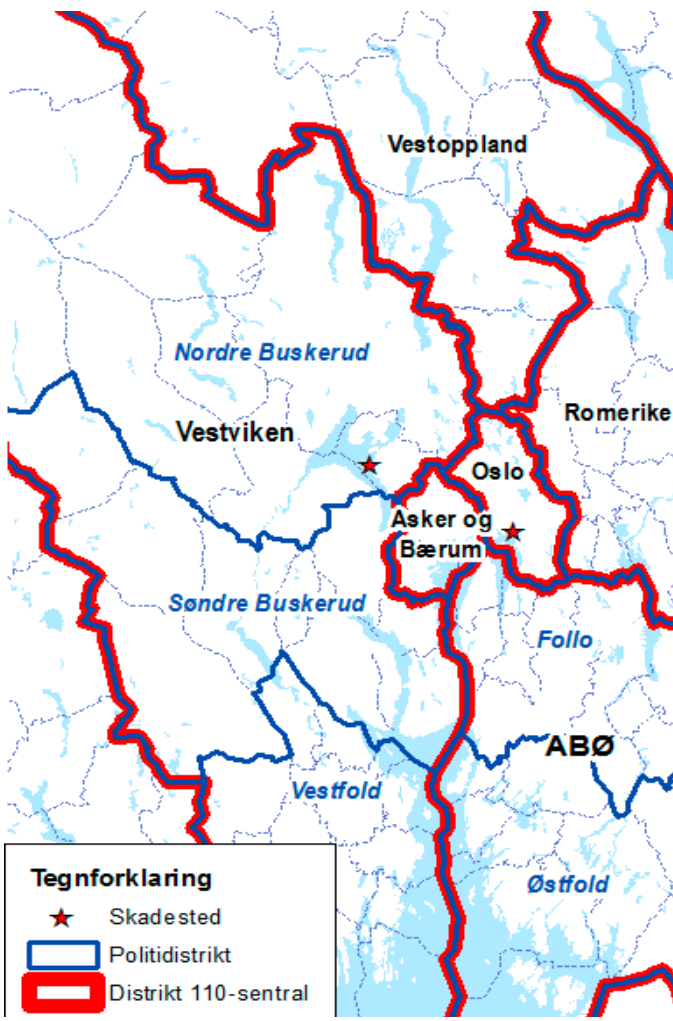 Vestoppland
Nordre Buskerud
Romerike
Vestviken
Oslo
Asker og
Bærum
Søndre Buskerud
Follo
ABØ
Vestfold
Østfold
Tegnforklaring
Skadested
Politidistrikt
Distrikt 110-sentral